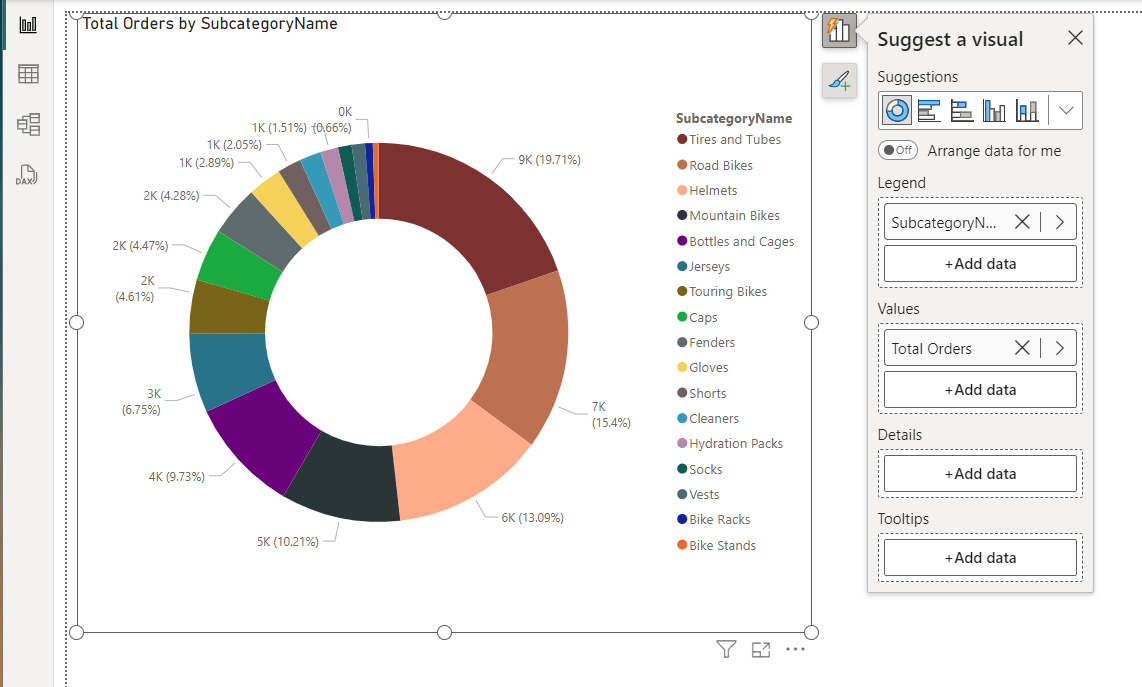 Total Orders by SubcategoryName
0K
1K (1.51%)
(0.66%)
1K (2.05%)
1K (2.89%)
2K (4.28%)
2K (4.47%)
2K
(4.61%)
3K
(6.75%)
4K (9.73%)
5K (10.21%)
6K (13.09%)
7K
(15.4%)
9K (19.71%)
SubcategoryName
Tires and Tubes
Road Bikes
Helmets
Mountain Bikes
Bottles and Cages
Jerseys
Touring Bikes
Caps
Fenders
Gloves
Shorts
Cleaners
Hydration Packs
Socks
Vests
Bike Racks
Bike Stands
DAX
Suggest a visual
Suggestions
Off Arrange data for me
Legend
SubcategoryN...
+Add data
Values
Total Orders
+Add data
Details
+Add data
Tooltips
+Add data